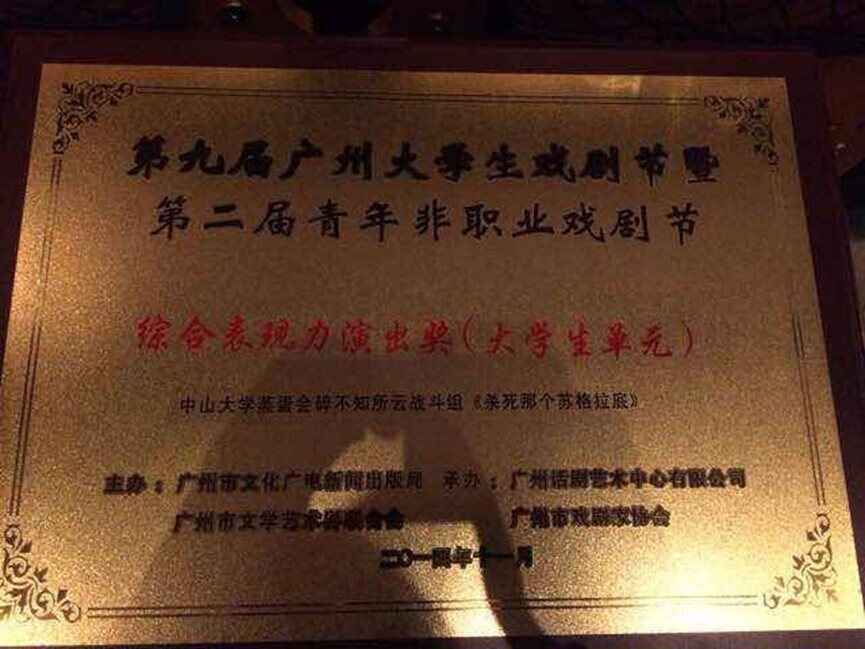 第九届广州大学生戏剧节暨
第二届青年非职业戏剧节
综合表现力演出奖(大学生单元)
中山大学蒸蛋会碎不知所云战斗组《杀死那个苏格拉底》
主办：广州市文化广电新闻出版局 承办：广州话剧艺术中心有限公司
广州市文学艺术界联合会 广州市戏剧家协会
二〇一四年十一月